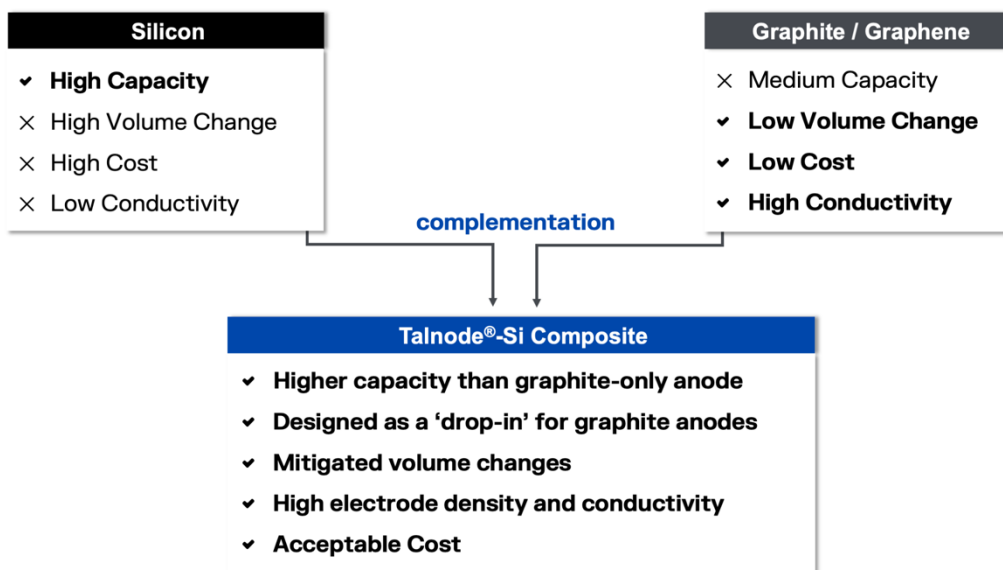 Silicon
✓ High Capacity
× High Volume Change
× High Cost
× Low Conductivity
Graphite / Graphene
× Medium Capacity
✓ Low Volume Change
✓ Low Cost
✓ High Conductivity
complementation
Talnode®-Si Composite
✓ Higher capacity than graphite-only anode
✓ Designed as a ‘drop-in’ for graphite anodes
✓ Mitigated volume changes
✓ High electrode density and conductivity
✓ Acceptable Cost